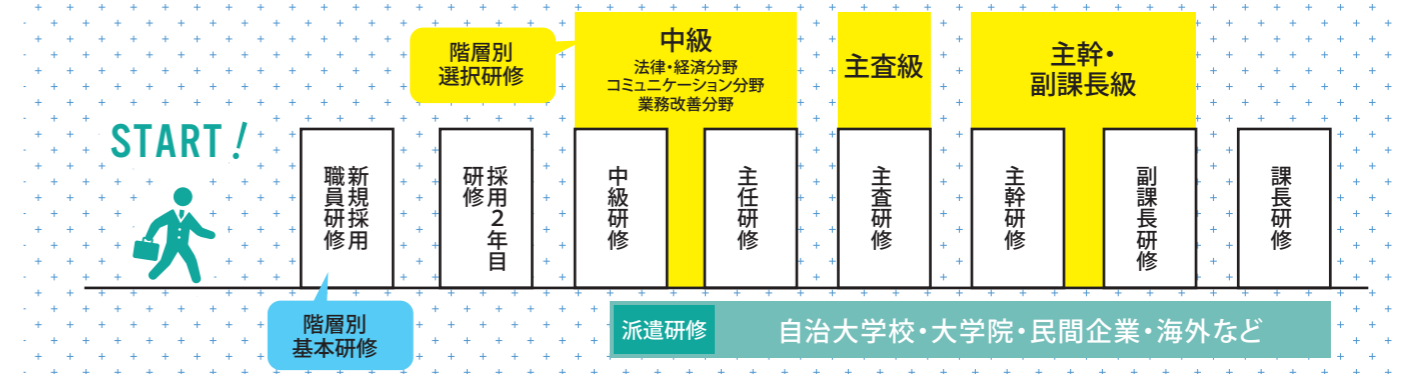 階層別
選択研修
中級
法律・経済分野
コミュニケーション分野
業務改善分野
主査級
主幹・
副課長級
START!
新規採用
職員研修
採用2年目
研修
中級研修
主任研修
主査研修
主幹研修
副課長研修
課長研修
階層別
基本研修
派遣研修
自治大学校・大学院・民間企業・海外など